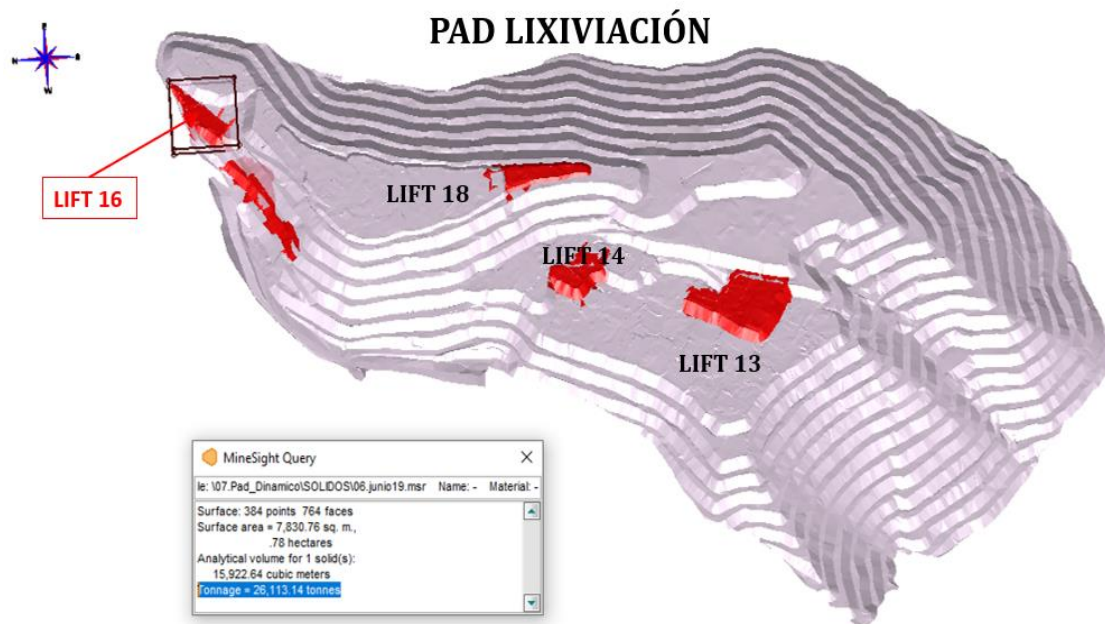 PAD LIXIVIACIÓN
N
W
LIFT 16
LIFT 18
LIFT 14
LIFT 13
MineSight Query
le: \07.Pad_Dinamico\SOLIDOS\06.junio19.msr Name: - Material: -
Surface: 384 points 764 faces
Surface area = 7,830.76 sq. m.,
.78 hectares
Analytical volume for 1 solid(s):
15,922.64 cubic meters
Tonnage = 26,113.14 tonnes